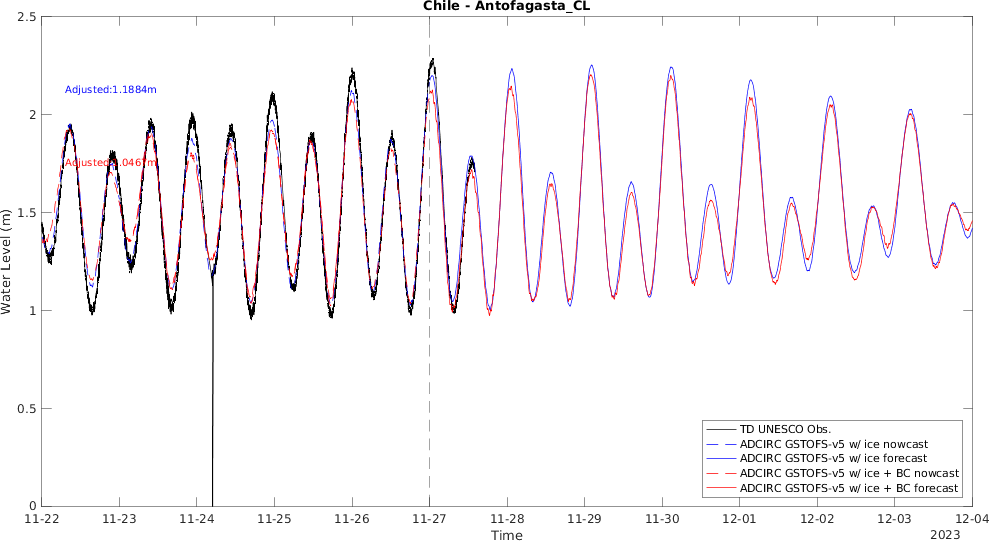 Chile - Antofagasta_CL
2.5
2
1.5
1
0.5
0
Water Level (m)
Adjusted:1.1884m
11-22 11-23 11-24 11-25 11-26 11-27 11-28 11-29 11-30 12-01 12-02 12-03 12-04
Time
2023
TD UNESCO Obs.
ADCIRC GSTOFS-v5 w/ ice nowcast
ADCIRC GSTOFS-v5 w/ ice forecast
ADCIRC GSTOFS-v5 w/ ice + BC nowcast
ADCIRC GSTOFS-v5 w/ ice + BC forecast